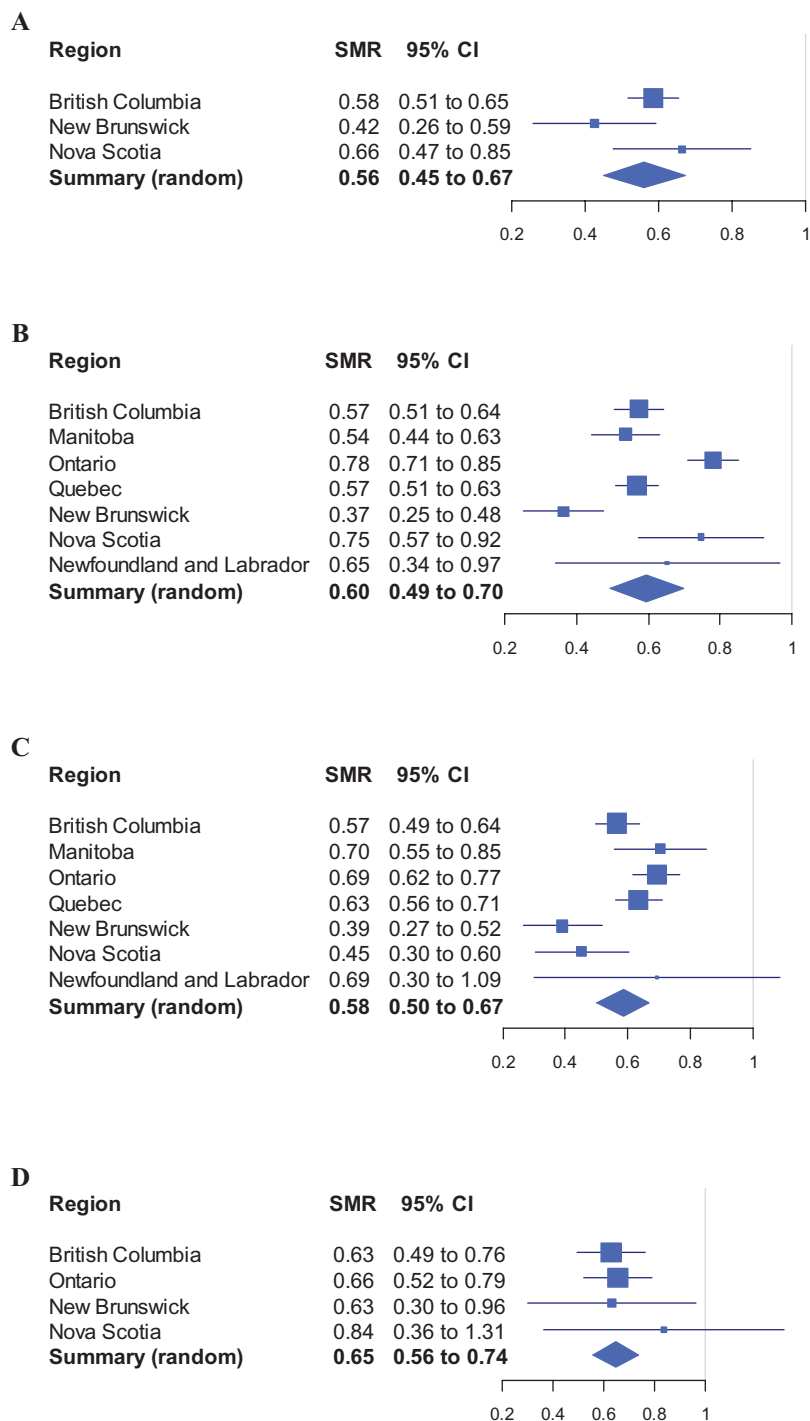 A
Region SMR 95% CI
British Columbia 0.58 0.51 to 0.65
New Brunswick 0.42 0.26 to 0.59
Nova Scotia 0.66 0.47 to 0.85
Summary (random) 0.56 0.45 to 0.67
0.2 0.4 0.6 0.8 1
B
Region SMR 95% CI
British Columbia 0.57 0.51 to 0.64
Manitoba 0.54 0.44 to 0.63
Ontario 0.78 0.71 to 0.85
Quebec 0.57 0.51 to 0.63
New Brunswick 0.37 0.25 to 0.48
Nova Scotia 0.75 0.57 to 0.92
Newfoundland and Labrador 0.65 0.34 to 0.97
Summary (random) 0.60 0.49 to 0.70
0.2 0.4 0.6 0.8 1
C
Region SMR 95% CI
British Columbia 0.57 0.49 to 0.64
Manitoba 0.70 0.55 to 0.85
Ontario 0.69 0.62 to 0.77
Quebec 0.63 0.56 to 0.71
New Brunswick 0.39 0.27 to 0.52
Nova Scotia 0.45 0.30 to 0.60
Newfoundland and Labrador 0.69 0.30 to 1.09
Summary (random) 0.58 0.50 to 0.67
0.2 0.4 0.6 0.8 1
D
Region SMR 95% CI
British Columbia 0.63 0.49 to 0.76
Ontario 0.66 0.52 to 0.79
New Brunswick 0.63 0.30 to 0.96
Nova Scotia 0.84 0.36 to 1.31
Summary (random) 0.65 0.56 to 0.74
0.2 0.4 0.6 0.8 1